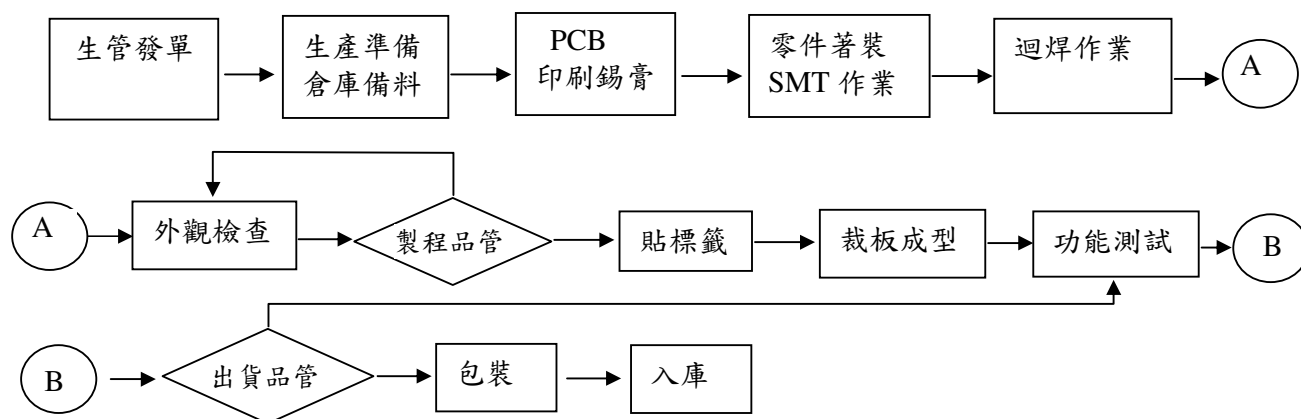 生管發單
生產準備
倉庫備料
PCB
印刷錫膏
零件著裝
SMT 作業
迴焊作業
A
A
外觀檢查
製程品管
貼標籤
裁板成型
功能測試
B
B
出貨品管
包裝
入庫